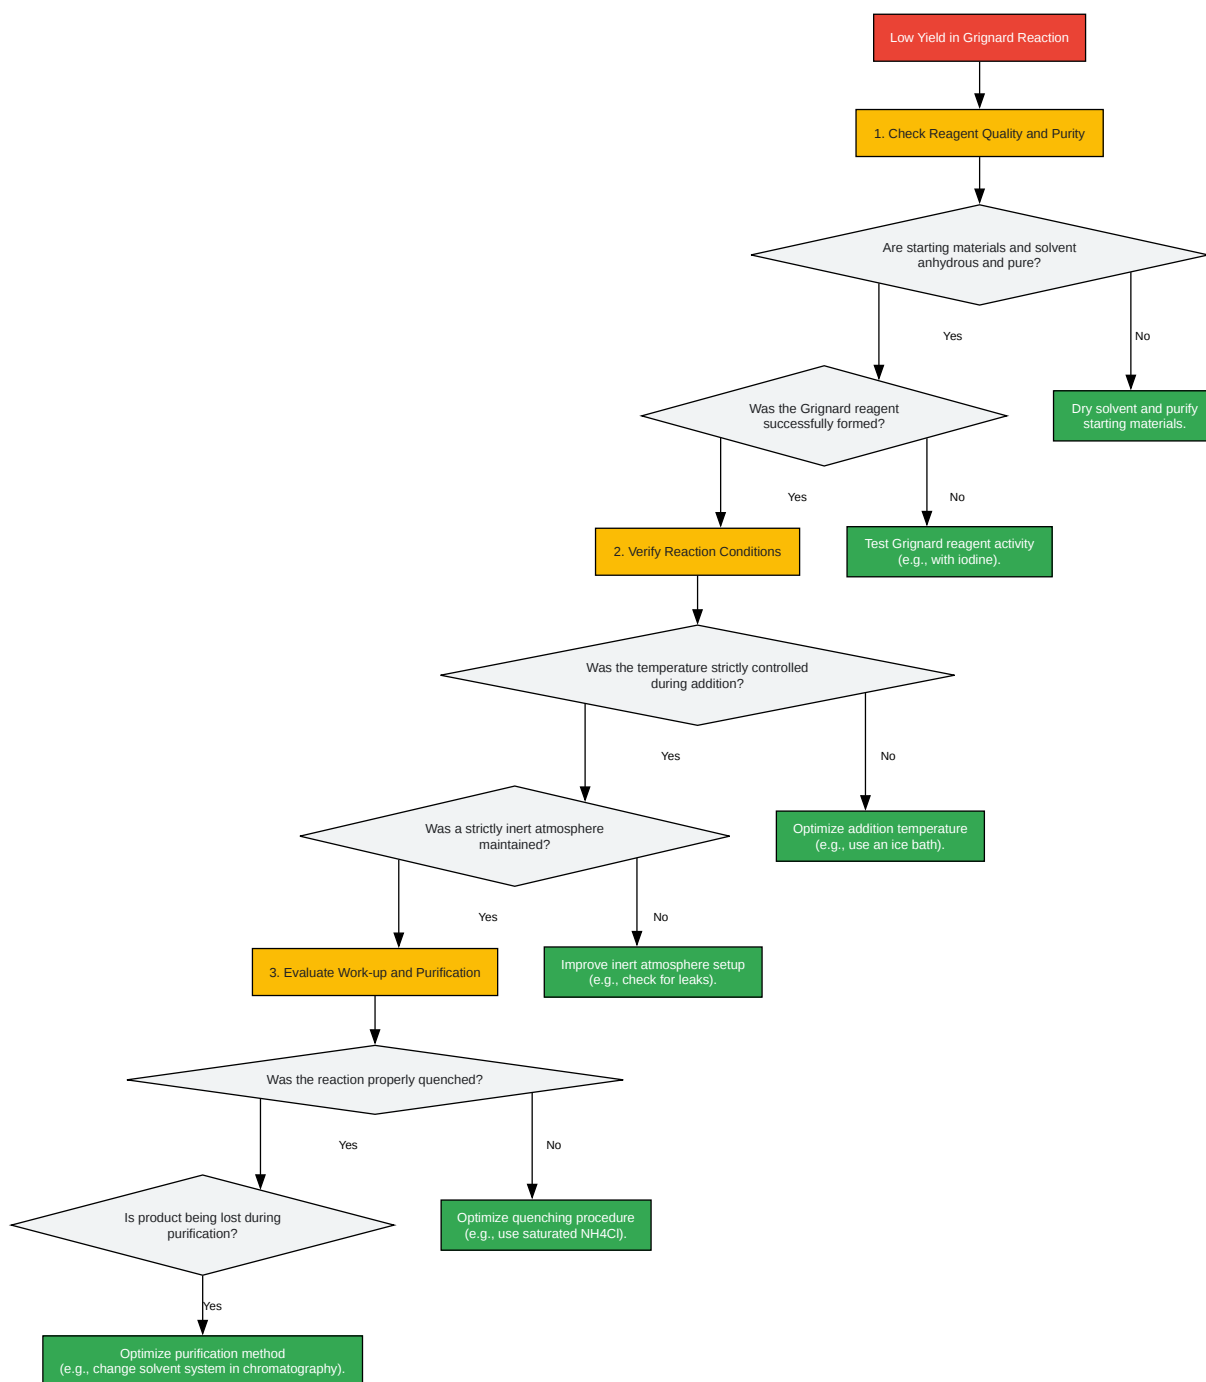 Low Yield in Grignard Reaction
1. Check Reagent Quality and Purity
Are starting materials and solvent
anhydrous and pure?
Yes
No
Was the Grignard reagent
successfully formed?
Dry solvent and purify
starting materials.
Yes
No
2. Verify Reaction Conditions
Test Grignard reagent activity
(e.g., with iodine).
Was the temperature strictly controlled
during addition?
Yes
No
Was a strictly inert atmosphere
maintained?
Optimize addition temperature
(e.g., use an ice bath).
Yes
No
3. Evaluate Work-up and Purification
Improve inert atmosphere setup
(e.g., check for leaks).
Was the reaction properly quenched?
Yes
No
Is product being lost during
purification?
Optimize quenching procedure
(e.g., use saturated NH4Cl).
Yes
Optimize purification method
(e.g., change solvent system in chromatography).